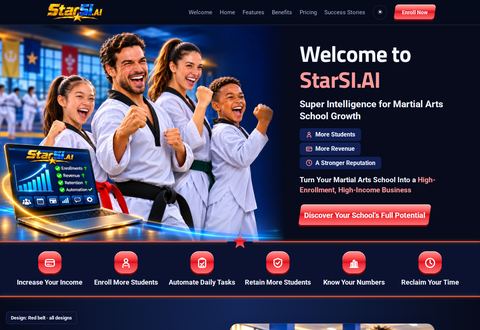 StarSI.AI
Welcome Home Features Benefits Pricing Success Stories
Enroll Now
Welcome to
StarSI.AI
Super Intelligence for Martial Arts
School Growth
More Students
More Revenue
A Stronger Reputation
Turn Your Martial Arts School Into a High-
Enrollment, High-Income Business
Discover Your School's Full Potential
StarSI.AI
Enrollments
Revenue
Retention
Automation
Increase Your Income
Enroll More Students
Automate Daily Tasks
Retain More Students
Know Your Numbers
Reclaim Your Time
Design: Red belt · all designs